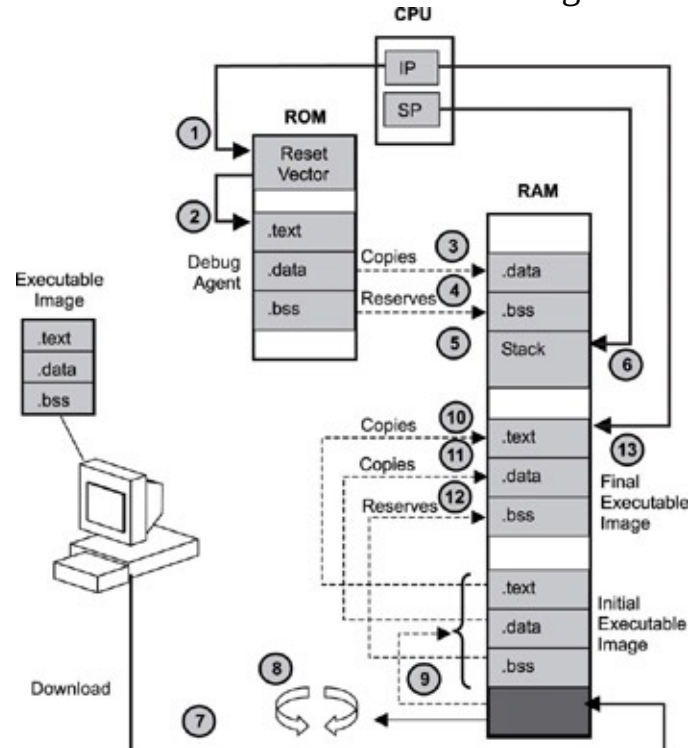 CPU
IP
SP
ROM
1
Reset
Vector
2
RAM
.text
Debug
Agent
.data
Copies
3
.data
.bss
Reserves
4
.bss
5
Stack
6
Executable
Image
.text
.data
.bss
Copies
10
.text
13
Copies
11
.data
Final
Executable
Image
Reserves
12
.bss
.text
Initial
Executable
Image
.data
.bss
8
9
Download
7